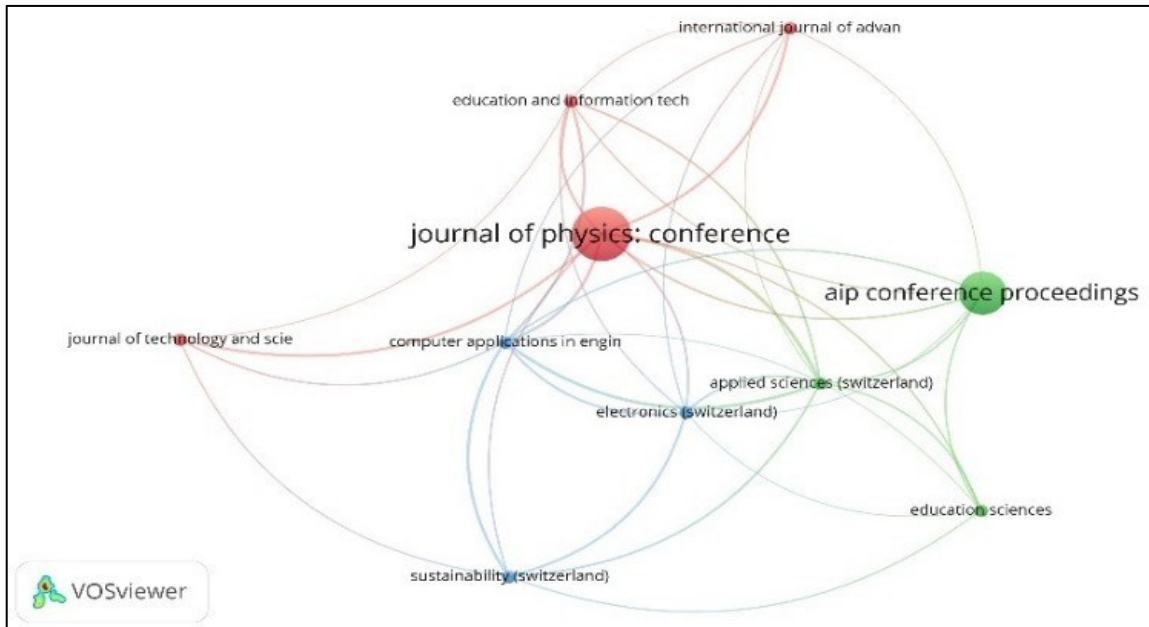 international journal of advan
education and information tech
journal of physics: conference
aip conference proceedings
journal of technology and scie
computer applications in engin
applied sciences (switzerland)
electronics (switzerland)
education sciences
sustainability (switzerland)
VOSviewer